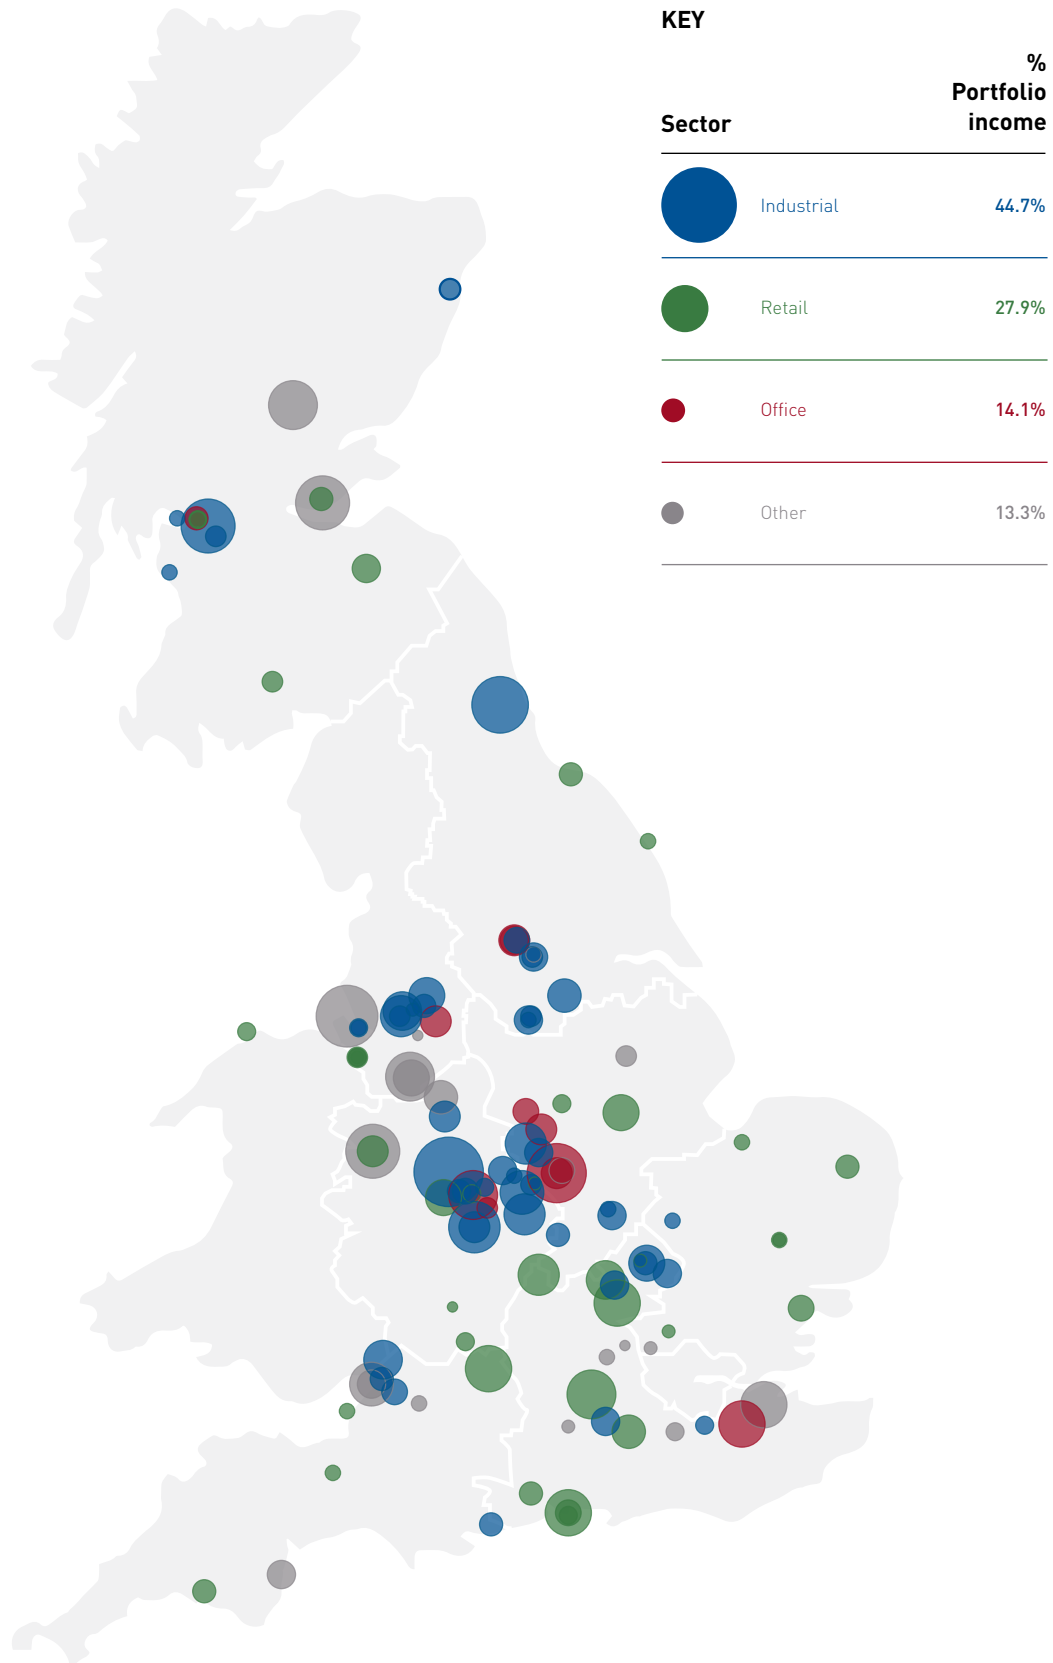 KEY
%
Portfolio
Sector income
Industrial 44.7%
Retail 27.9%
Office 14.1%
Other 13.3%